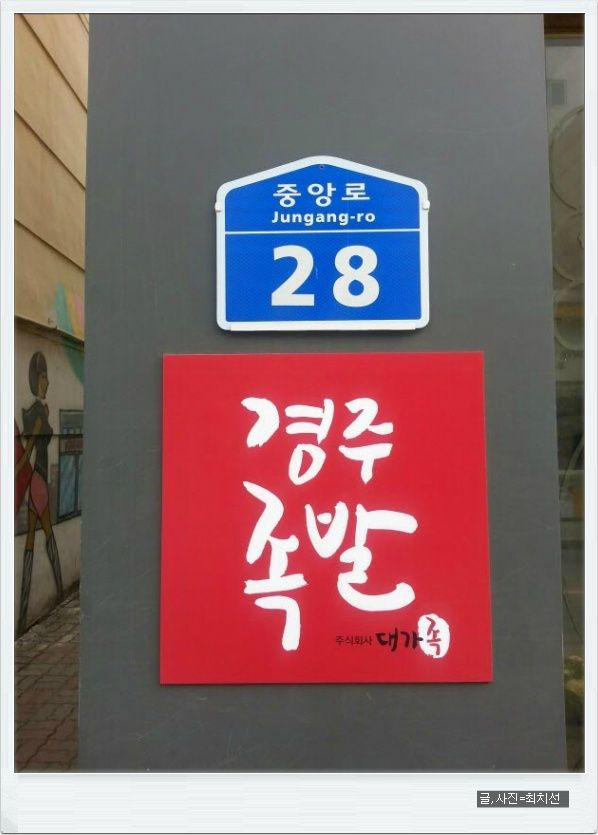 중앙로
Jungang-ro
28
경주
족발
주식회사 대가족
글,사진=최치선